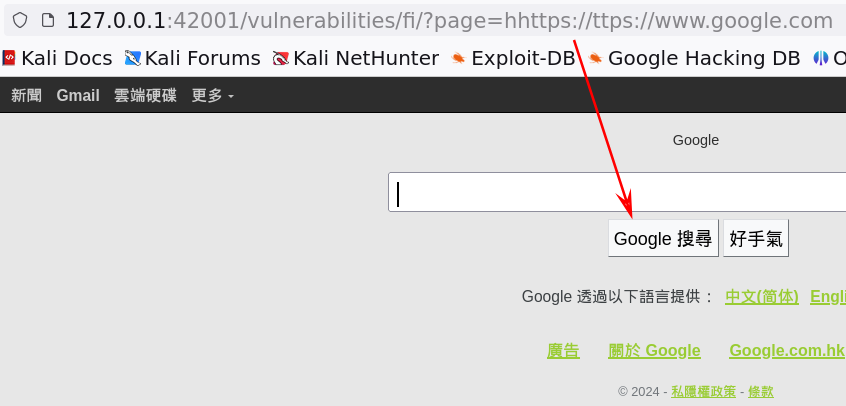 127.0.0.1:42001/vulnerabilities/fi/?page=hhttps://ttps://www.google.com
Kali Docs Kali Forums Kali NetHunter Exploit-DB Google Hacking DB O
新聞 Gmail 雲端硬碟 更多
Google
Google 搜尋 好手氣
Google 透過以下語言提供： 中文(简体) Engli
廣告 關於 Google Google.com.hk
© 2024 - 私隱權政策 - 條款